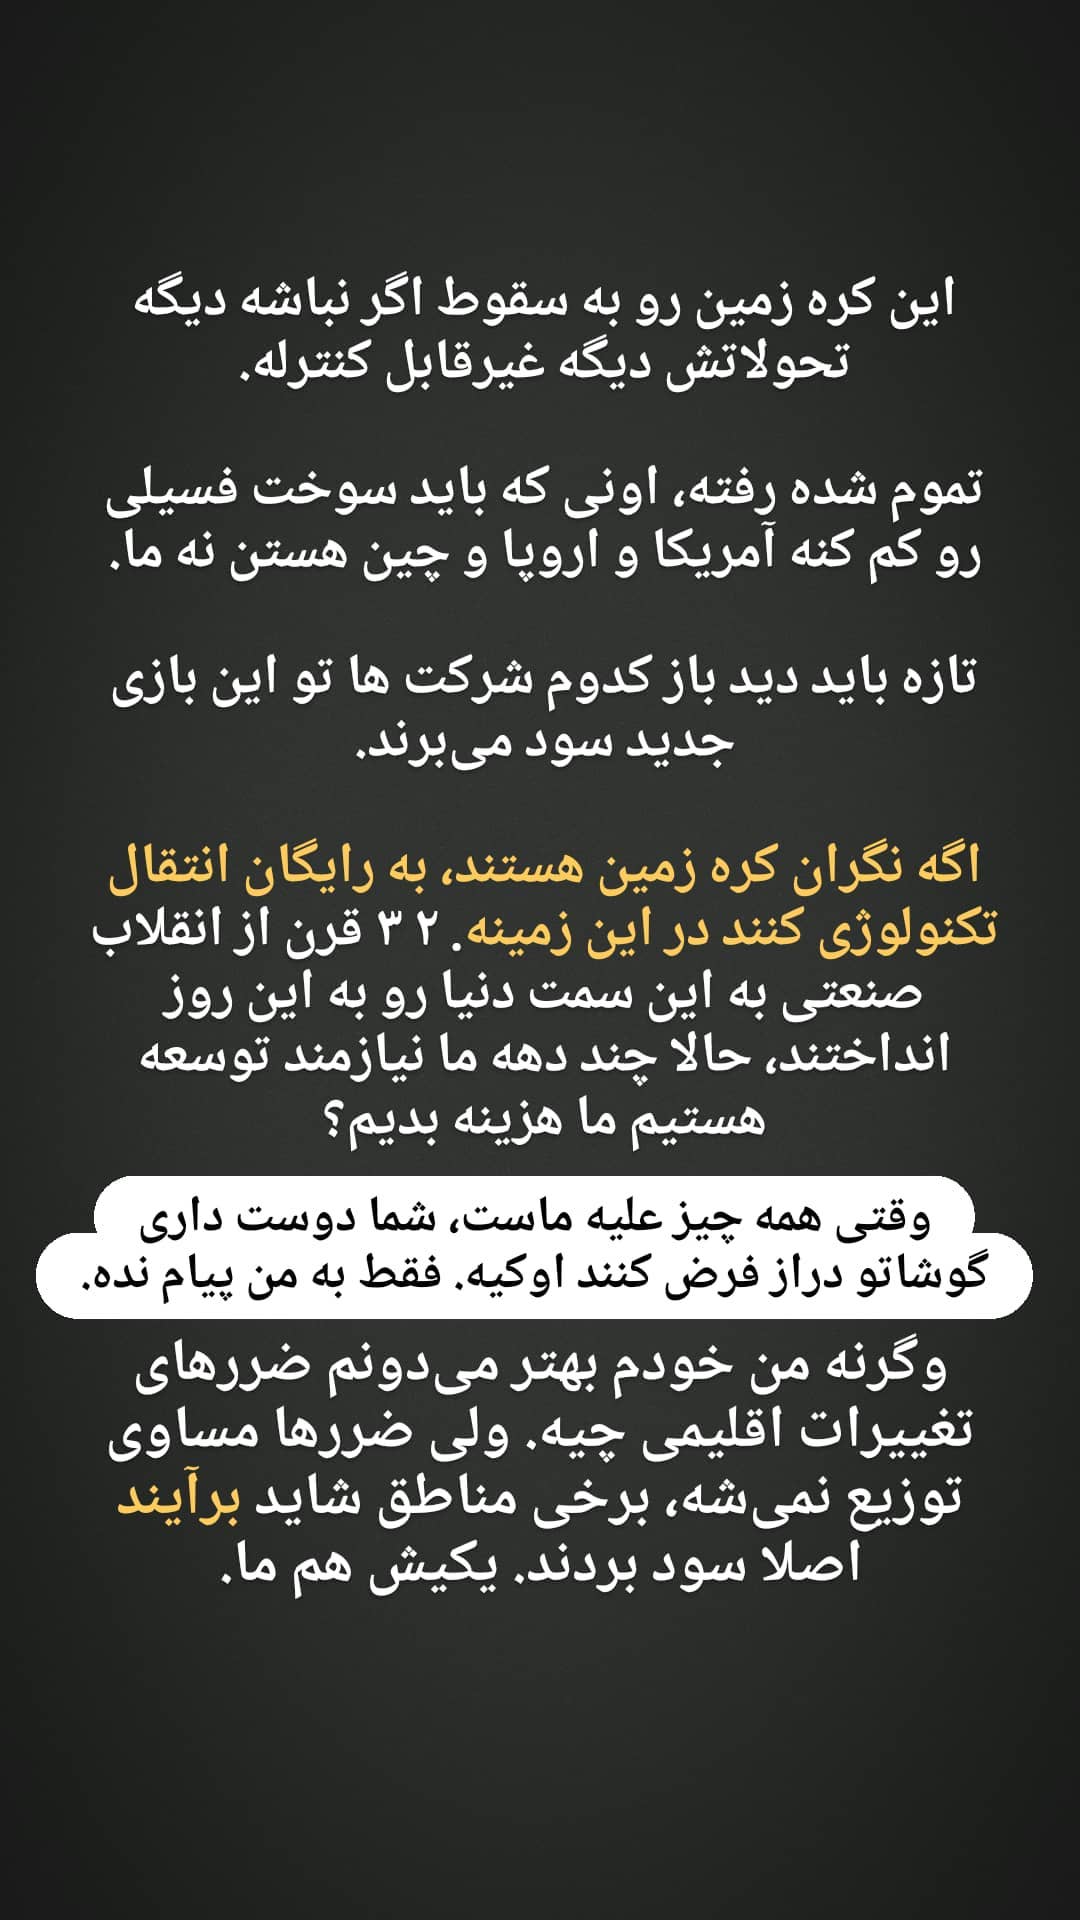 این کره زمین رو به سقوط اگر نباشه دیگه
تحولاتش دیگه غیرقابل کنترله.
تموم شده رفته، اونی که باید سوخت فسیلی
رو کم کنه آمریکا و اروپا و چین هستن نه ما.
تازه باید دید باز کدوم شرکت ها تو این بازی
جدید سود می‌برند.
اگه نگران کره زمین هستند، به رایگان انتقال
تکنولوژی کنند در این زمینه. ۲ ۳ قرن از انقلاب
صنعتی به این سمت دنیا رو به این روز
انداختند، حالا چند دهه ما نیازمند توسعه
هستیم ما هزینه بدیم؟
وقتی همه چیز علیه ماست، شما دوست داری
گوشاتو دراز فرض کنند اوکیه. فقط به من پیام نده.
وگرنه من خودم بهتر می‌دونم ضررهای
تغییرات اقلیمی چیه. ولی ضررها مساوی
توزیع نمی‌شه، برخی مناطق شاید برآیند
اصلا سود بردند. یکیش هم ما.